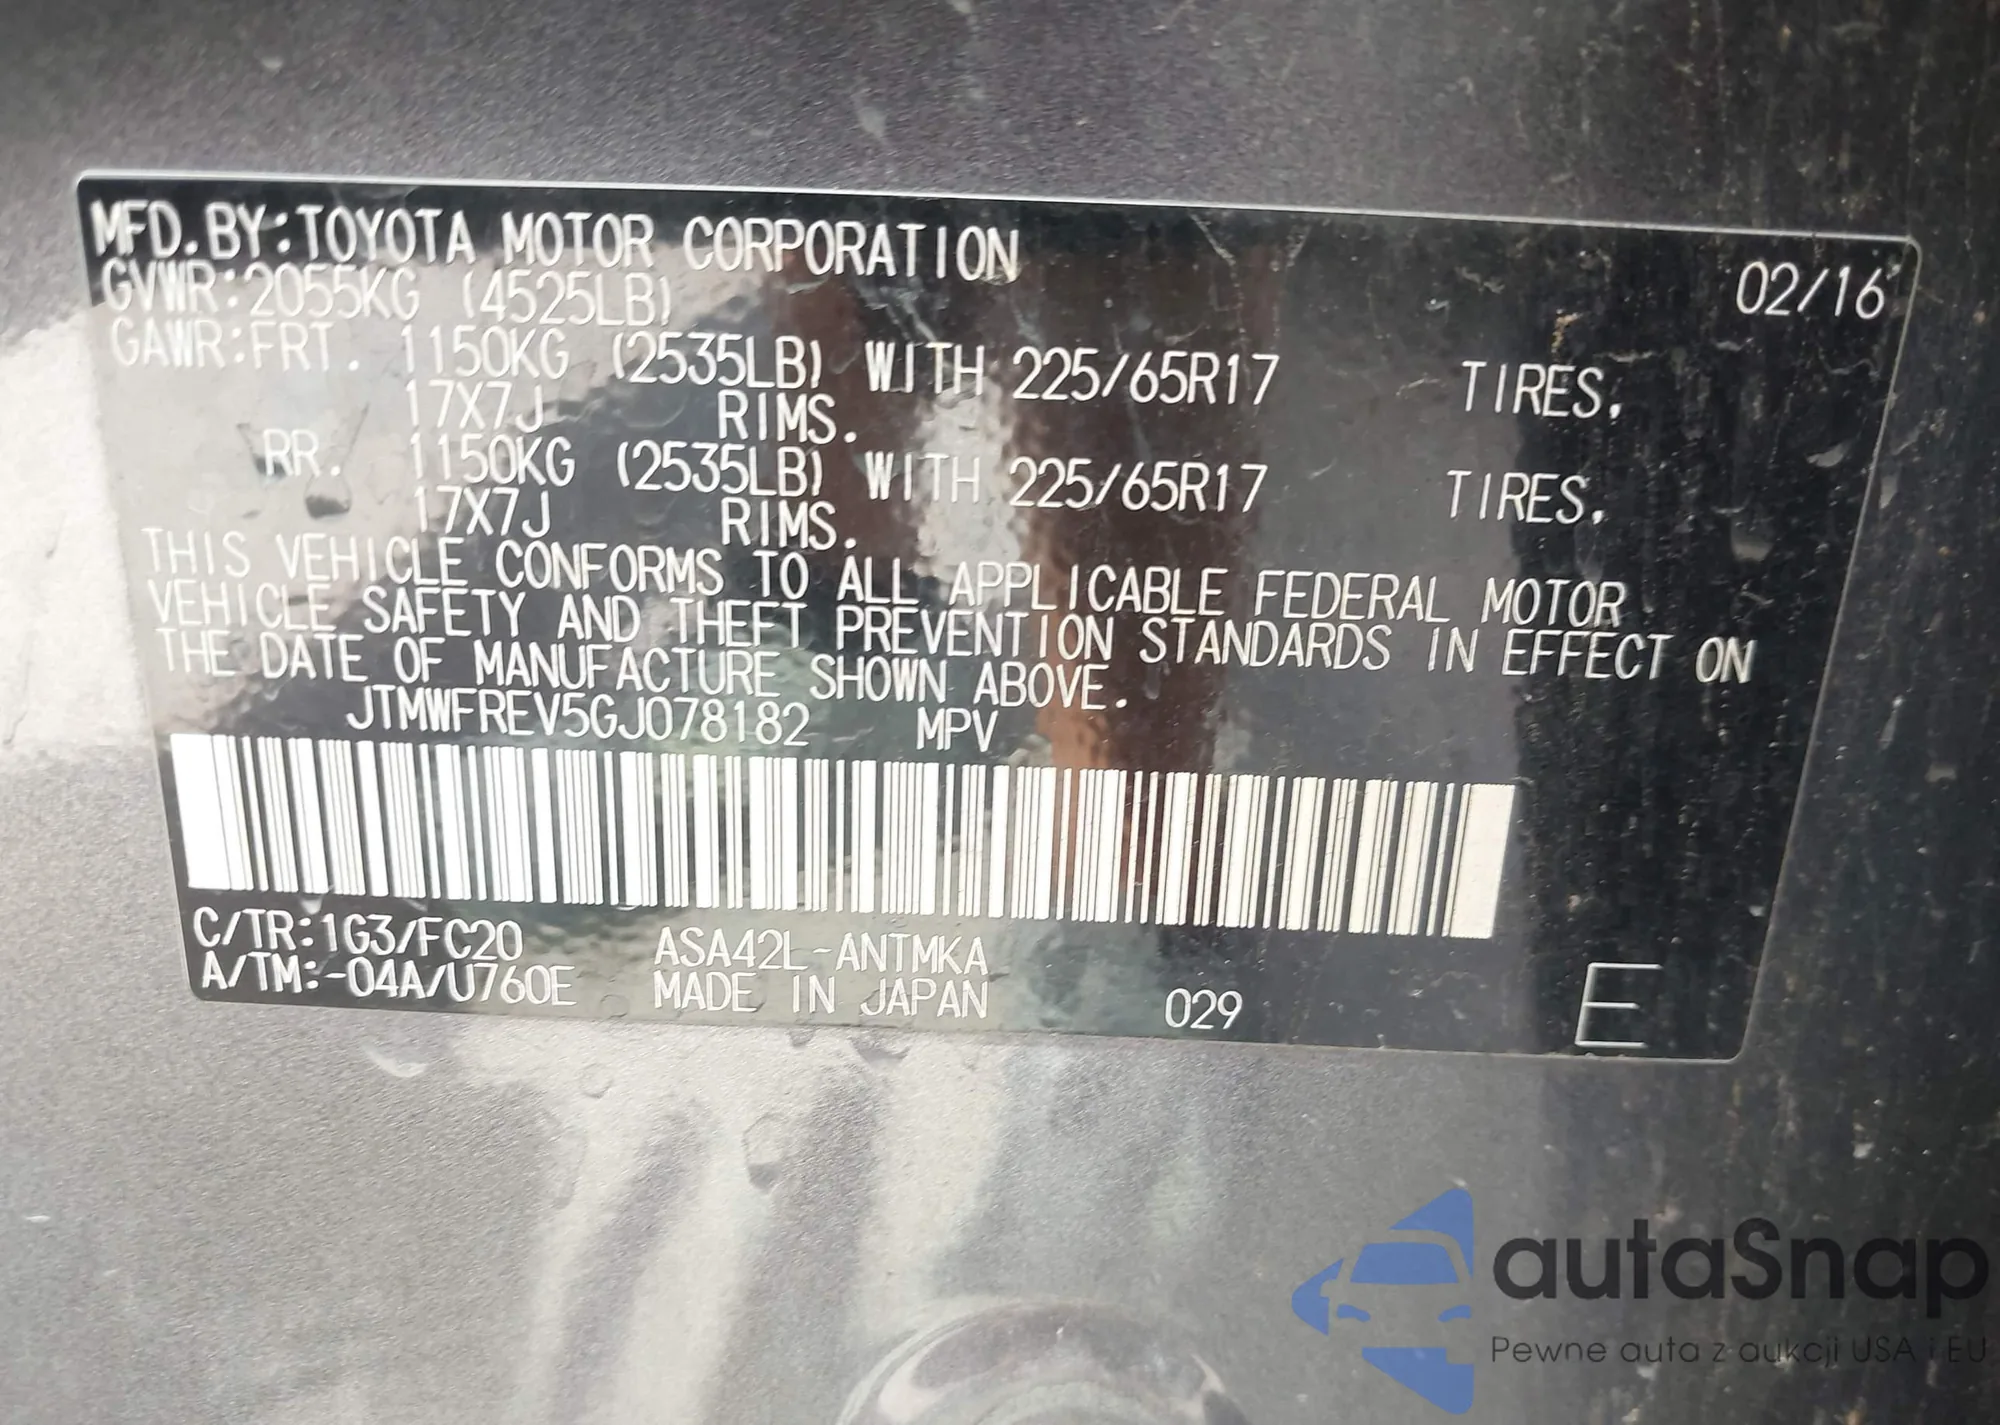 MFD.BY:TOYOTA MOTOR CORPORATION 02/16
GVWR:2055KG (4525LB)
GAWR:FRT. 1150KG (2535LB) WITH 225/65R17 TIRES,
17X7J RIMS.
RR. 1150KG (2535LB) WITH 225/65R17 TIRES,
17X7J RIMS.
THIS VEHICLE CONFORMS TO ALL APPLICABLE FEDERAL MOTOR
VEHICLE SAFETY AND THEFT PREVENTION STANDARDS IN EFFECT ON
THE DATE OF MANUFACTURE SHOWN ABOVE.
JTMWFREV5GJ078182 MPV
C/TR:1G3/FC20 ASA42L-ANTMKA
A/TM:-04A/U760E MADE IN JAPAN 029 E
autaSnap
Pewne auta z aukcji USA i EU